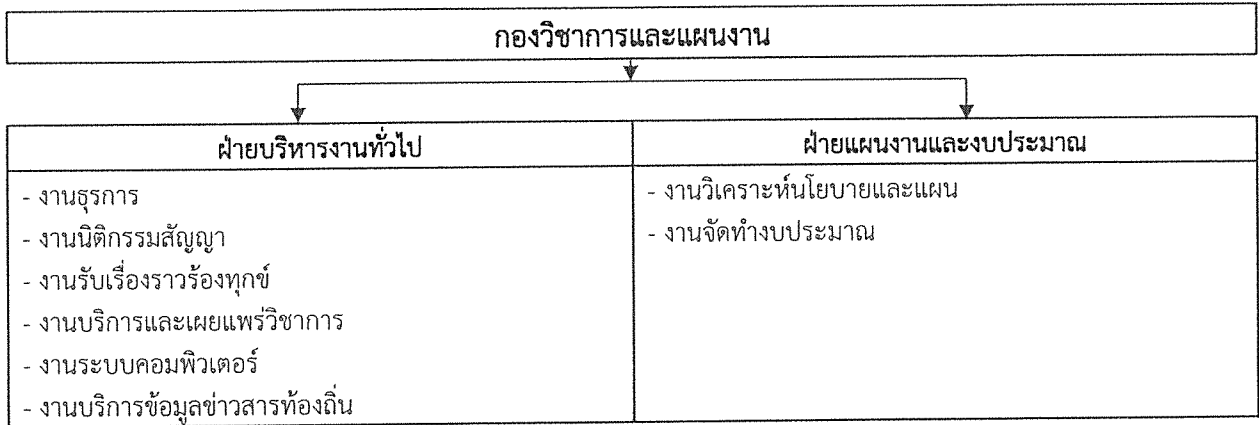 กองวิชาการและแผนงาน
ฝ่ายบริหารงานทั่วไป
- งานธุรการ
- งานนิติกรรมสัญญา
- งานรับเรื่องราวร้องทุกข์
- งานบริการและเผยแพร่วิชาการ
- งานระบบคอมพิวเตอร์
- งานบริการข้อมูลข่าวสารท้องถิ่น
ฝ่ายแผนงานและงบประมาณ
- งานวิเคราะห์นโยบายและแผน
- งานจัดทำงบประมาณ